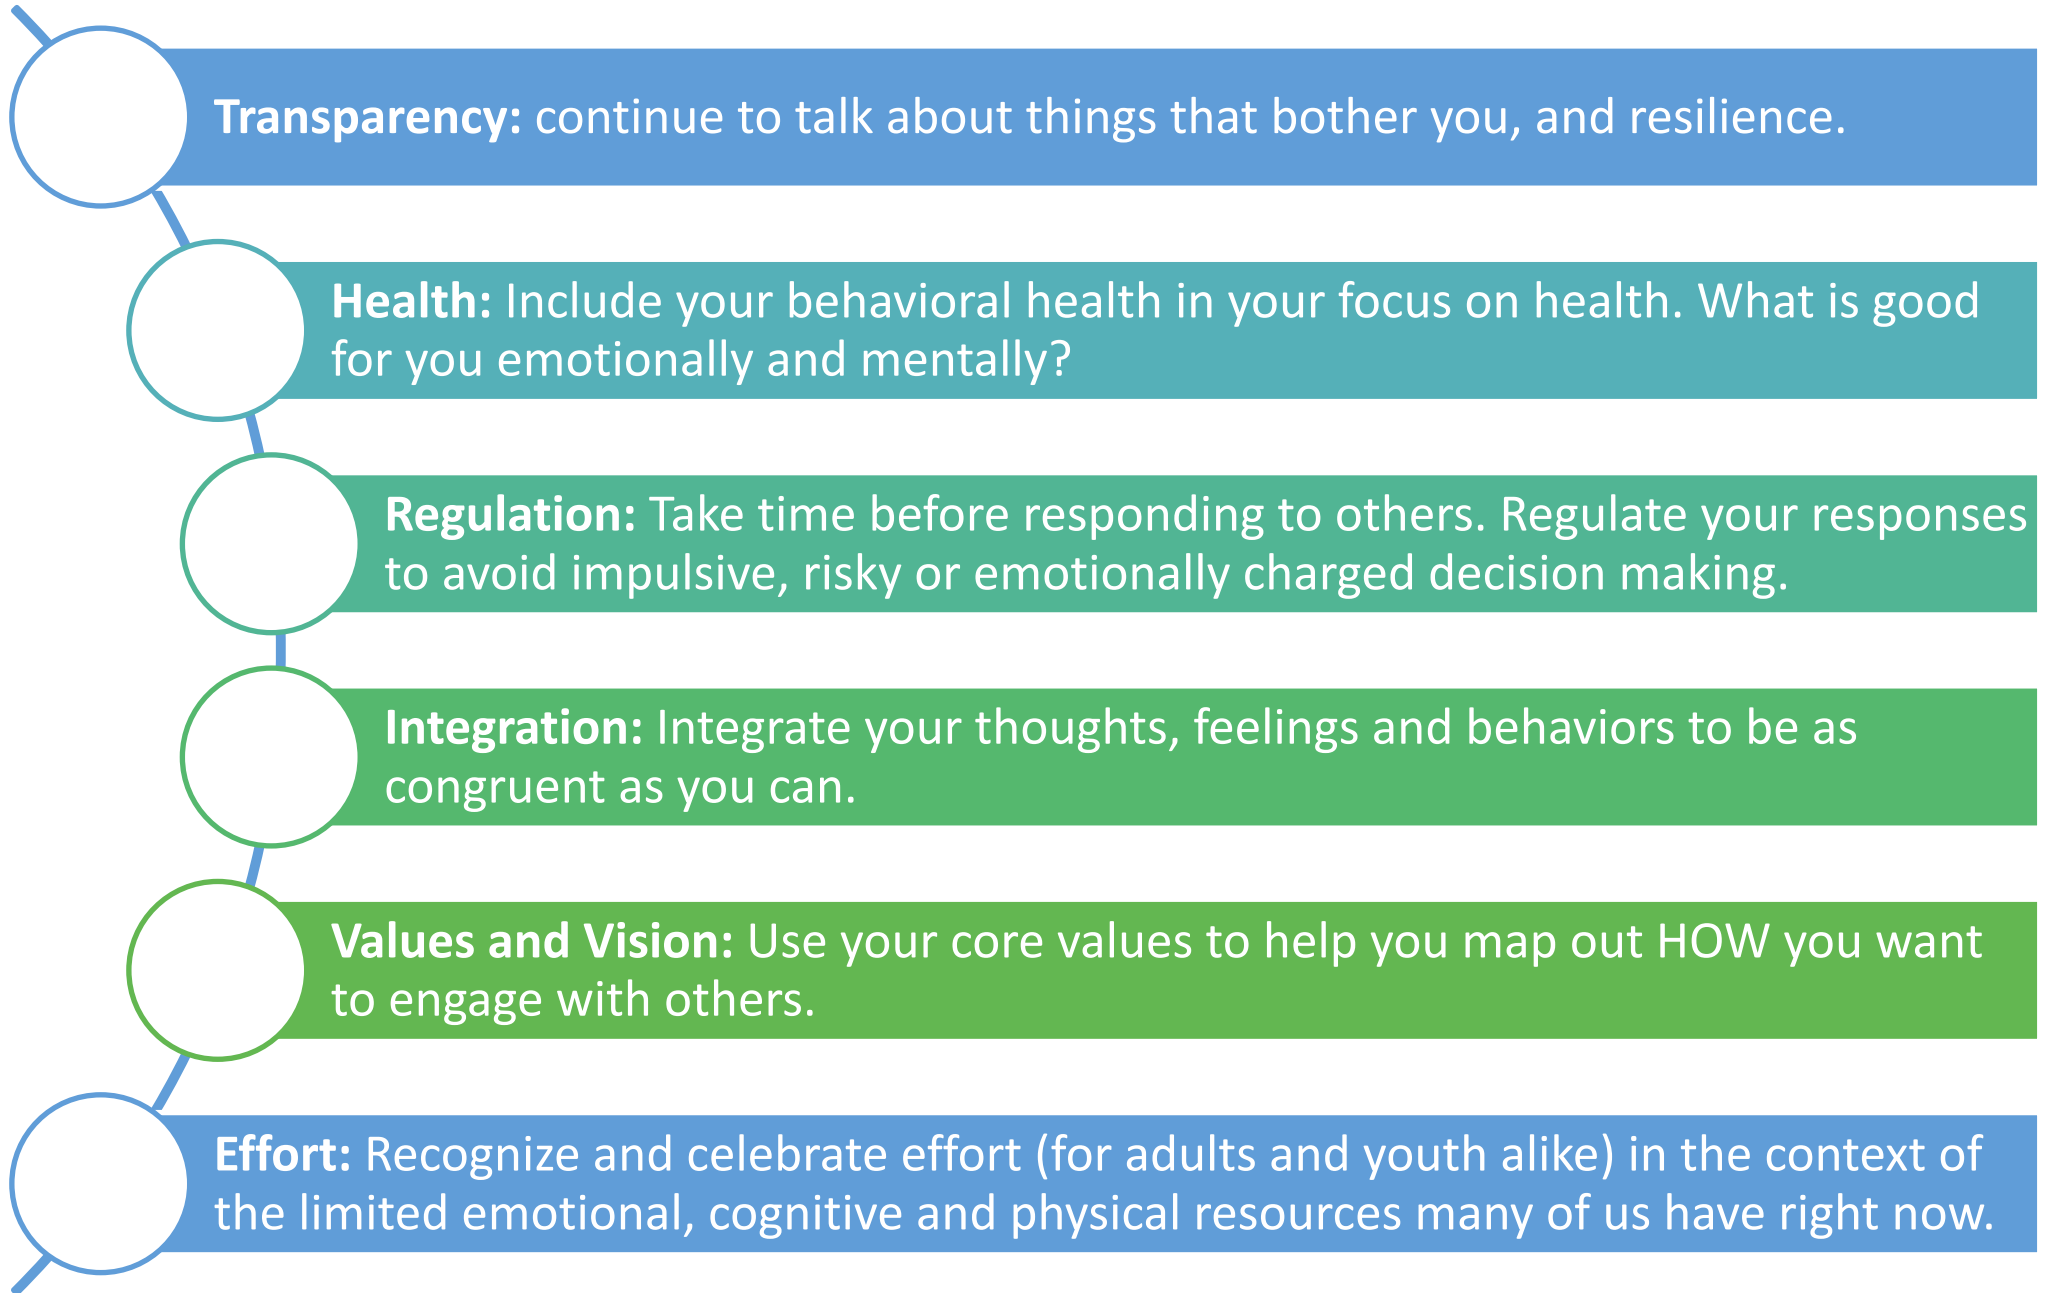 Transparency: continue to talk about things that bother you, and resilience.
Health: Include your behavioral health in your focus on health. What is good
for you emotionally and mentally?
Regulation: Take time before responding to others. Regulate your responses
to avoid impulsive, risky or emotionally charged decision making.
Integration: Integrate your thoughts, feelings and behaviors to be as
congruent as you can.
Values and Vision: Use your core values to help you map out HOW you want
to engage with others.
Effort: Recognize and celebrate effort (for adults and youth alike) in the context of
the limited emotional, cognitive and physical resources many of us have right now.